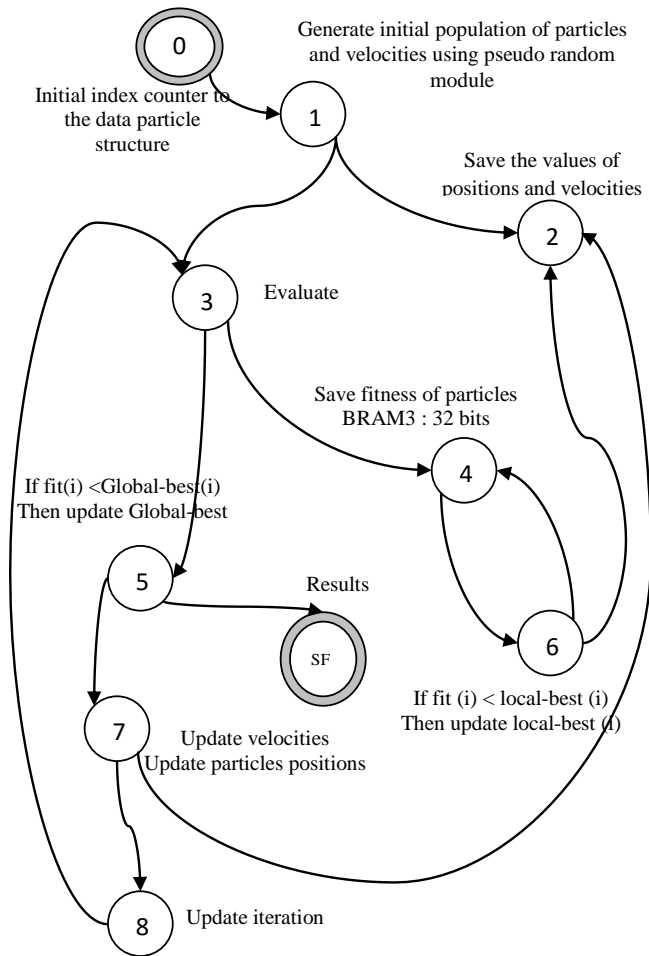 0
Generate initial population of particles
and velocities using pseudo random
module
Initial index counter to
the data particle
structure
1
Save the values of
positions and velocities
2
3
Evaluate
Save fitness of particles
BRAM3 : 32 bits
4
If fit(i) <Global-best(i)
Then update Global-best
5
Results
SF
6
If fit (i) < local-best (i)
Then update local-best (i)
7
Update velocities
Update particles positions
8
Update iteration